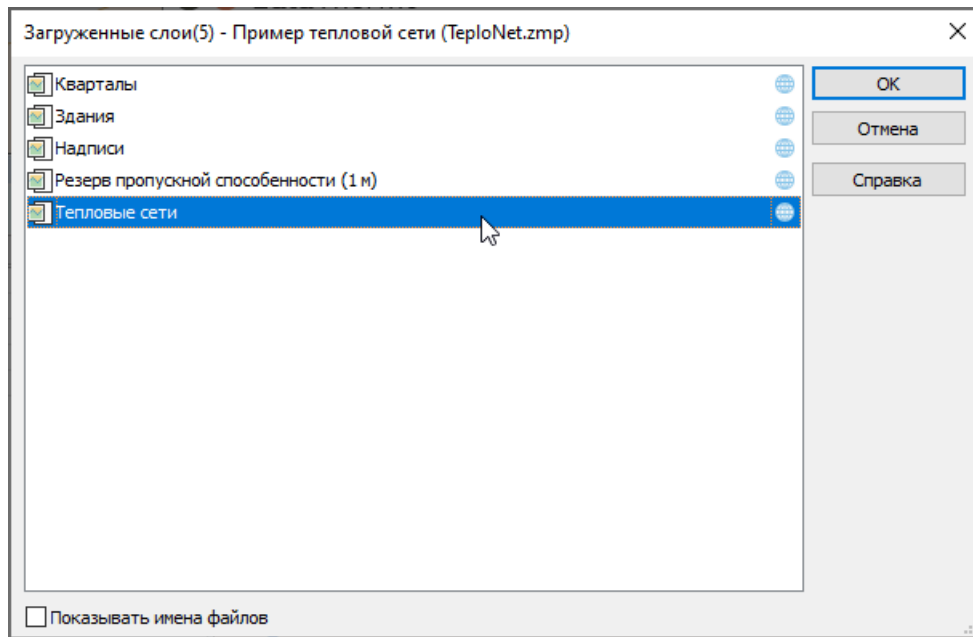 Загруженные слои(5) - Пример тепловой сети (TeploNet.zmp)
Кварталы
Здания
Надписи
Резерв пропускной способенности (1 м)
Тепловые сети
ОК
Отмена
Справка
Показывать имена файлов